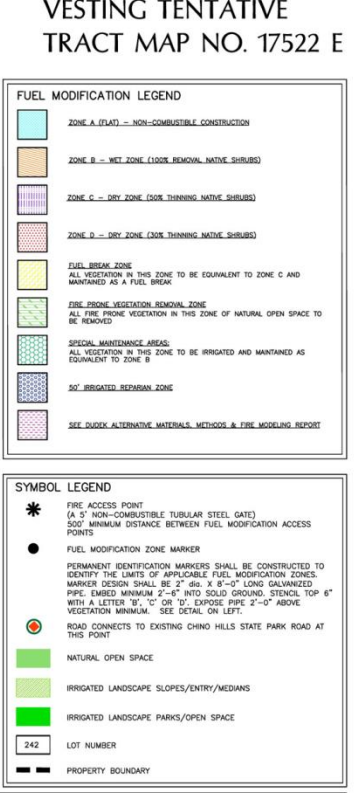 VESTING TENTATIVE
TRACT MAP NO. 17522 E
FUEL MODIFICATION LEGEND
ZONE A (FLAT) – NON-COMBUSTIBLE CONSTRUCTION
ZONE B – WET ZONE (100% REMOVAL NATIVE SHRUBS)
ZONE C – DRY ZONE (50% THINNING NATIVE SHRUBS)
ZONE D – DRY ZONE (30% THINNING NATIVE SHRUBS)
FUEL BREAK ZONE
ALL VEGETATION IN THIS ZONE TO BE EQUIVALENT TO ZONE C AND
MAINTAINED AS A FUEL BREAK
FIRE PRONE VEGETATION REMOVAL ZONE
ALL FIRE PRONE VEGETATION IN THIS ZONE OF NATURAL OPEN SPACE TO
BE REMOVED
SPECIAL MAINTENANCE AREAS:
ALL VEGETATION IN THIS ZONE TO BE IRRIGATED AND MAINTAINED AS
EQUIVALENT TO ZONE B
50' IRRIGATED REPARIAN ZONE
SEE DUDEK ALTERNATIVE MATERIALS, METHODS & FIRE MODELING REPORT
SYMBOL LEGEND
FIRE ACCESS POINT
(A 5' NON-COMBUSTIBLE TUBULAR STEEL GATE)
500' MINIMUM DISTANCE BETWEEN FUEL MODIFICATION ACCESS
POINTS
FUEL MODIFICATION ZONE MARKER
PERMANENT IDENTIFICATION MARKERS SHALL BE CONSTRUCTED TO
IDENTIFY THE LIMITS OF APPLICABLE FUEL MODIFICATION ZONES.
MARKER DESIGN SHALL BE 2" dia. X 8'-0" LONG GALVANIZED
PIPE. EMBED MINIMUM 2'-6" INTO SOLID GROUND. STENCIL TOP 6"
WITH A LETTER 'B', 'C' OR 'D'. EXPOSE PIPE 2'-0" ABOVE
VEGETATION MINIMUM. SEE DETAIL ON LEFT.
ROAD CONNECTS TO EXISTING CHINO HILLS STATE PARK ROAD AT
THIS POINT
NATURAL OPEN SPACE
IRRIGATED LANDSCAPE SLOPES/ENTRY/MEDIANS
IRRIGATED LANDSCAPE PARKS/OPEN SPACE
242 LOT NUMBER
PROPERTY BOUNDARY